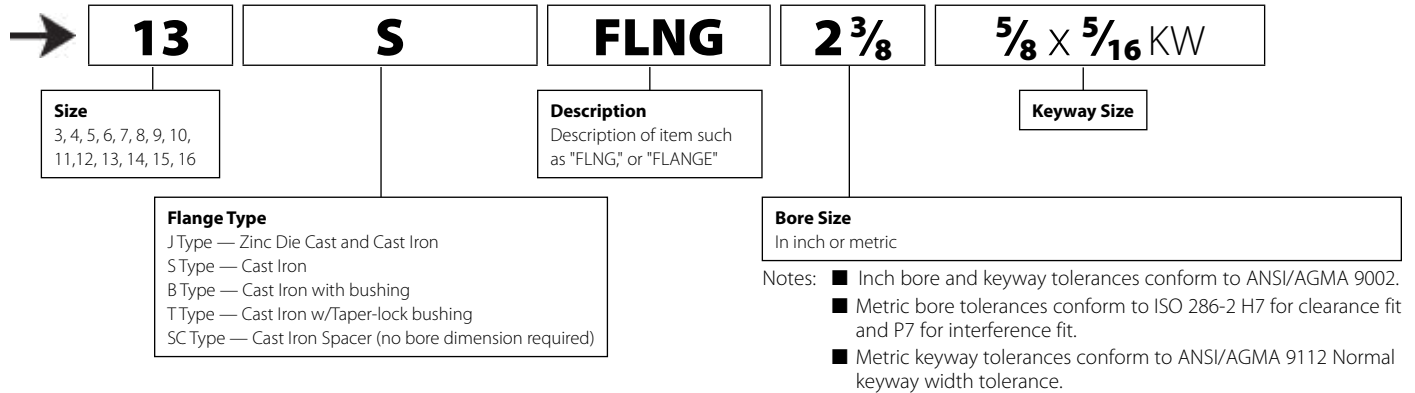 13 S FLNG 2 3/8 5/8 X 5/16 KW
Size
3, 4, 5, 6, 7, 8, 9, 10,
11,12, 13, 14, 15, 16
Description
Description of item such
as "FLNG," or "FLANGE"
Keyway Size
Flange Type
J Type — Zinc Die Cast and Cast Iron
S Type — Cast Iron
B Type — Cast Iron with bushing
T Type — Cast Iron w/Taper-lock bushing
SC Type — Cast Iron Spacer (no bore dimension required)
Bore Size
In inch or metric
Notes: ■ Inch bore and keyway tolerances conform to ANSI/AGMA 9002.
■ Metric bore tolerances conform to ISO 286-2 H7 for clearance fit
and P7 for interference fit.
■ Metric keyway tolerances conform to ANSI/AGMA 9112 Normal
keyway width tolerance.